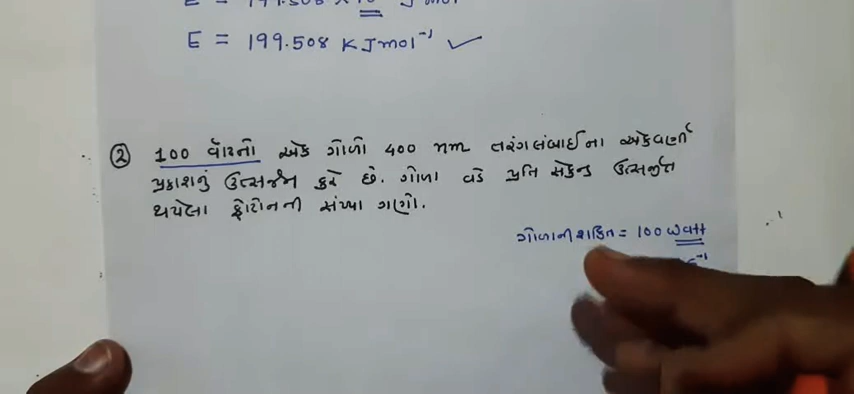 E = 199.508 KJmol⁻¹ ✓
② 100 વૉટનો એક ગોળો 400 nm તરંગલંબાઈના એકવર્ણી
પ્રકાશનું ઉત્સર્જન કરે છે. ગોળા વડે પ્રતિ સેકન્ડ ઉત્સર્જીત
થયેલા ફોટોનની સંખ્યા ગણો.
ગોળાની શક્તિ = 100 watt